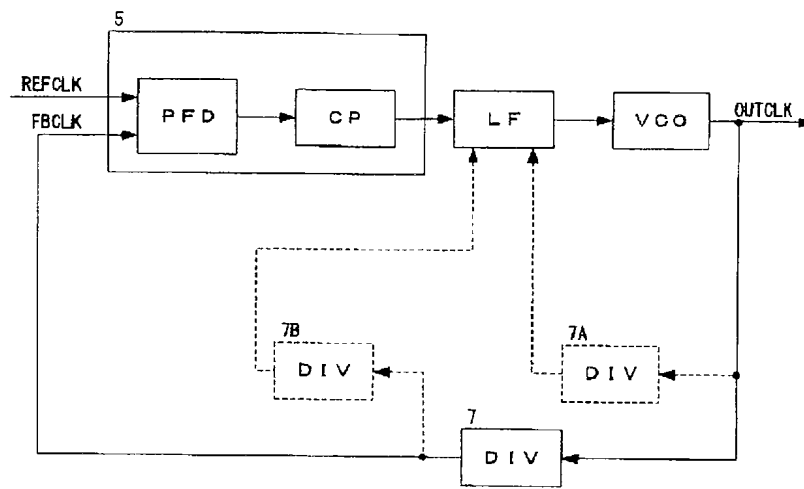 5
REFCLK
FBCLK
PFD
CP
LF
VCO
OUTCLK
7B
DIV
7A
DIV
7
DIV